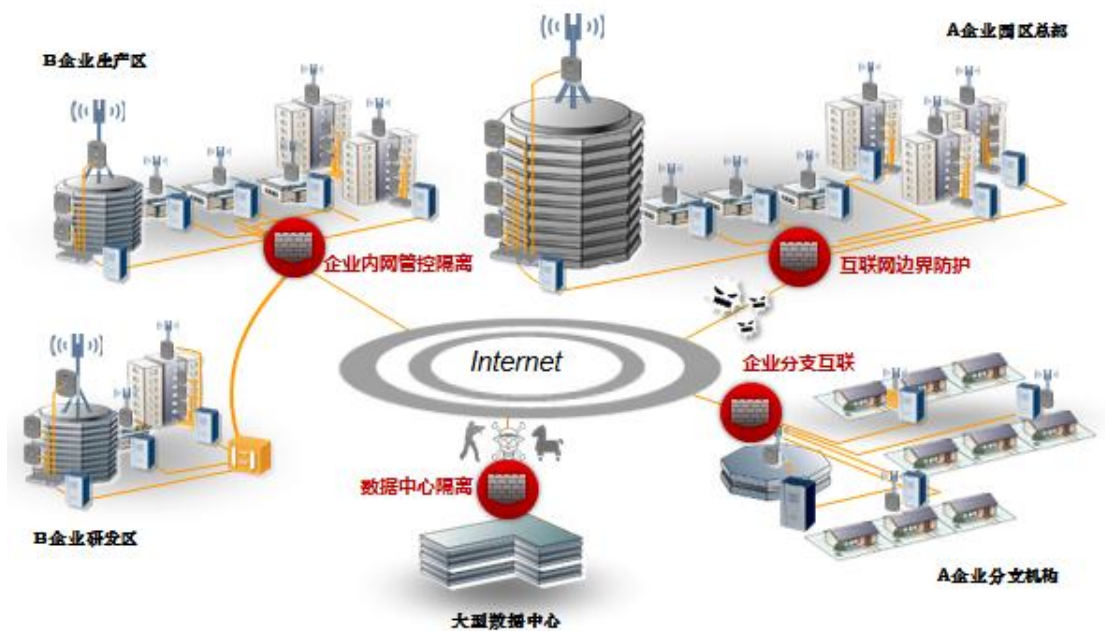 A企业园区总部
B企业生产区
企业内网管控隔离
互联网边界防护
Internet
企业分支互联
数据中心隔离
B企业研发区
A企业分支机构
大型数据中心